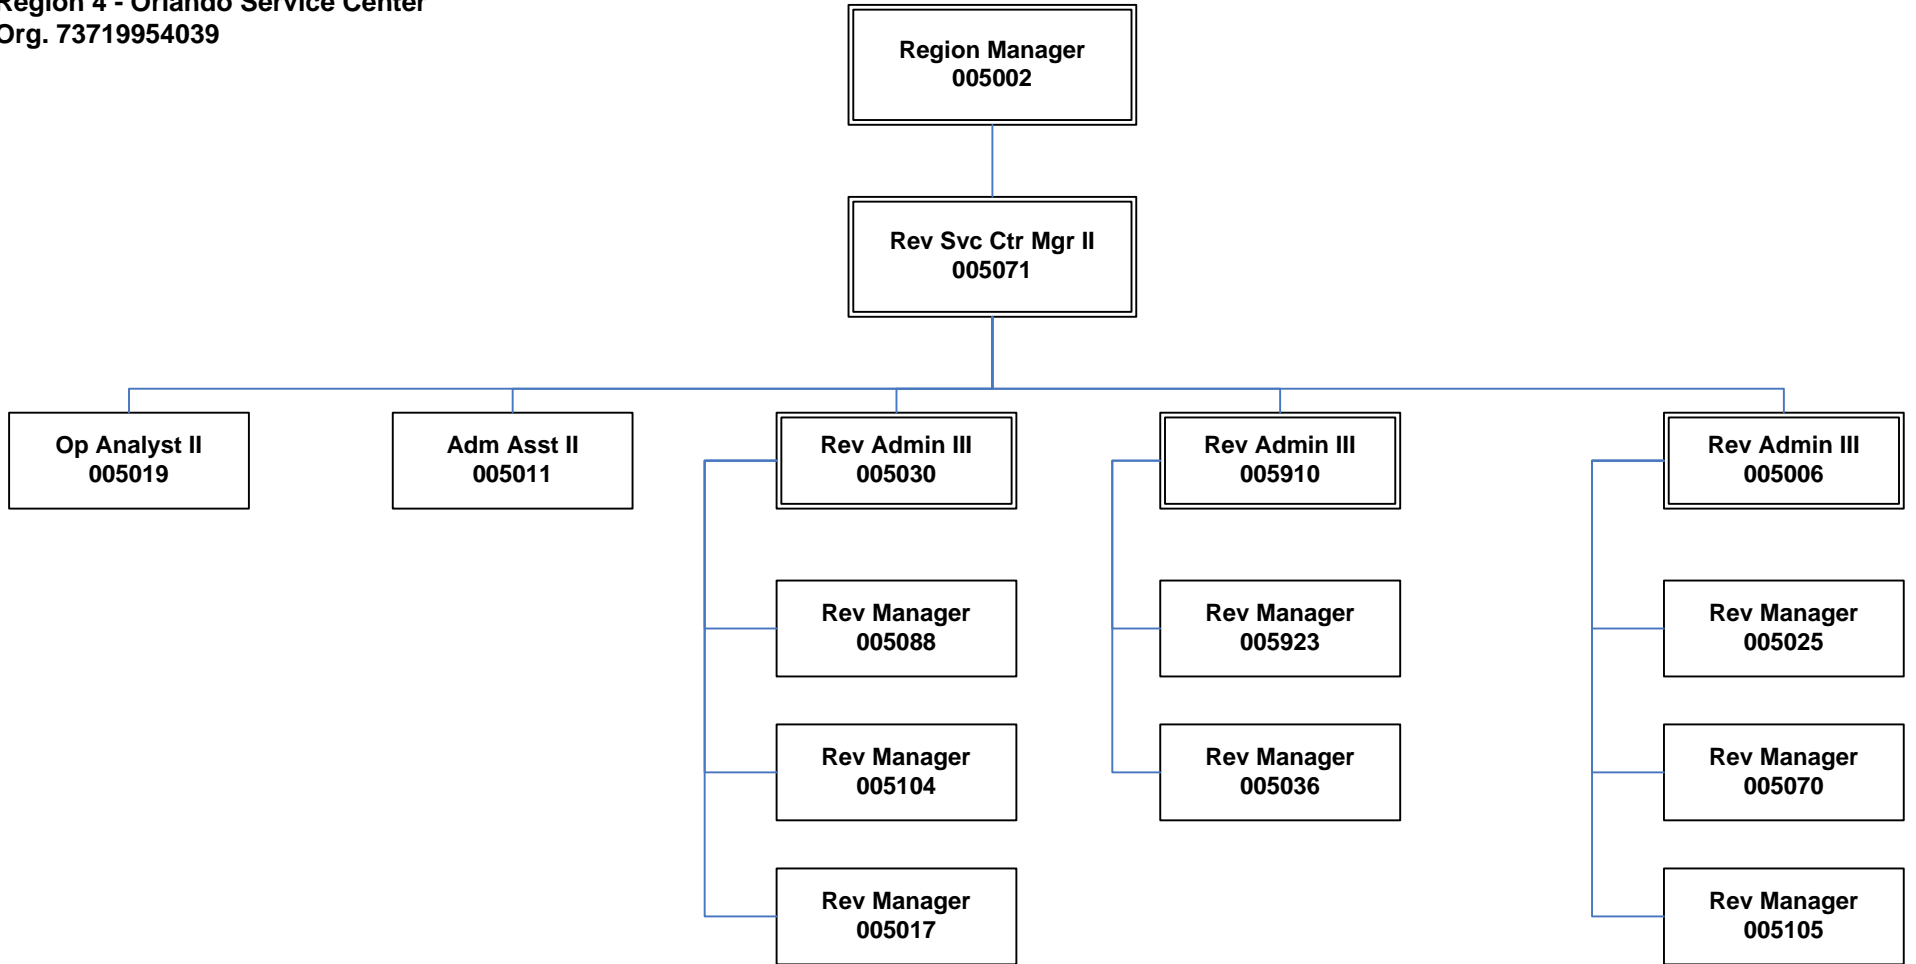 Region 4 - Orlando Service Center
Org. 73719954039
Region Manager
005002
Rev Svc Ctr Mgr II
005071
Op Analyst II
005019
Adm Asst II
005011
Rev Admin III
005030
Rev Admin III
005910
Rev Admin III
005006
Rev Manager
005088
Rev Manager
005923
Rev Manager
005025
Rev Manager
005104
Rev Manager
005036
Rev Manager
005070
Rev Manager
005017
Rev Manager
005105